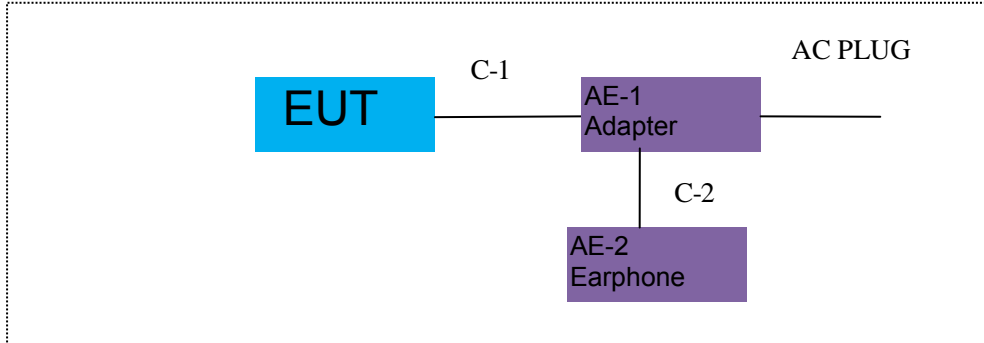 AC PLUG
C-1
EUT
AE-1
Adapter
C-2
AE-2
Earphone